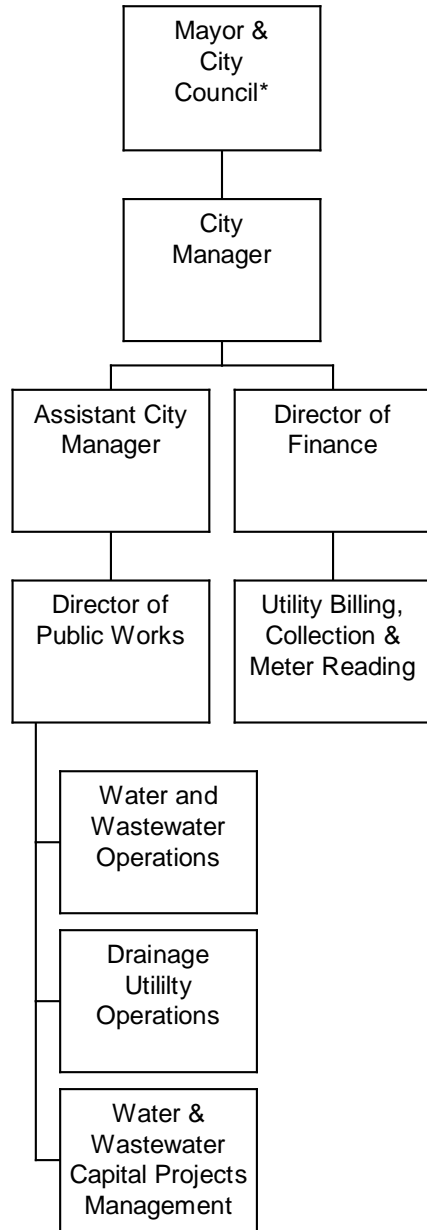 Mayor &
City
Council*
City
Manager
Assistant City
Manager
Director of
Finance
Director of
Public Works
Utility Billing,
Collection &
Meter Reading
Water and
Wastewater
Operations
Drainage
Utililty
Operations
Water &
Wastewater
Capital Projects
Management